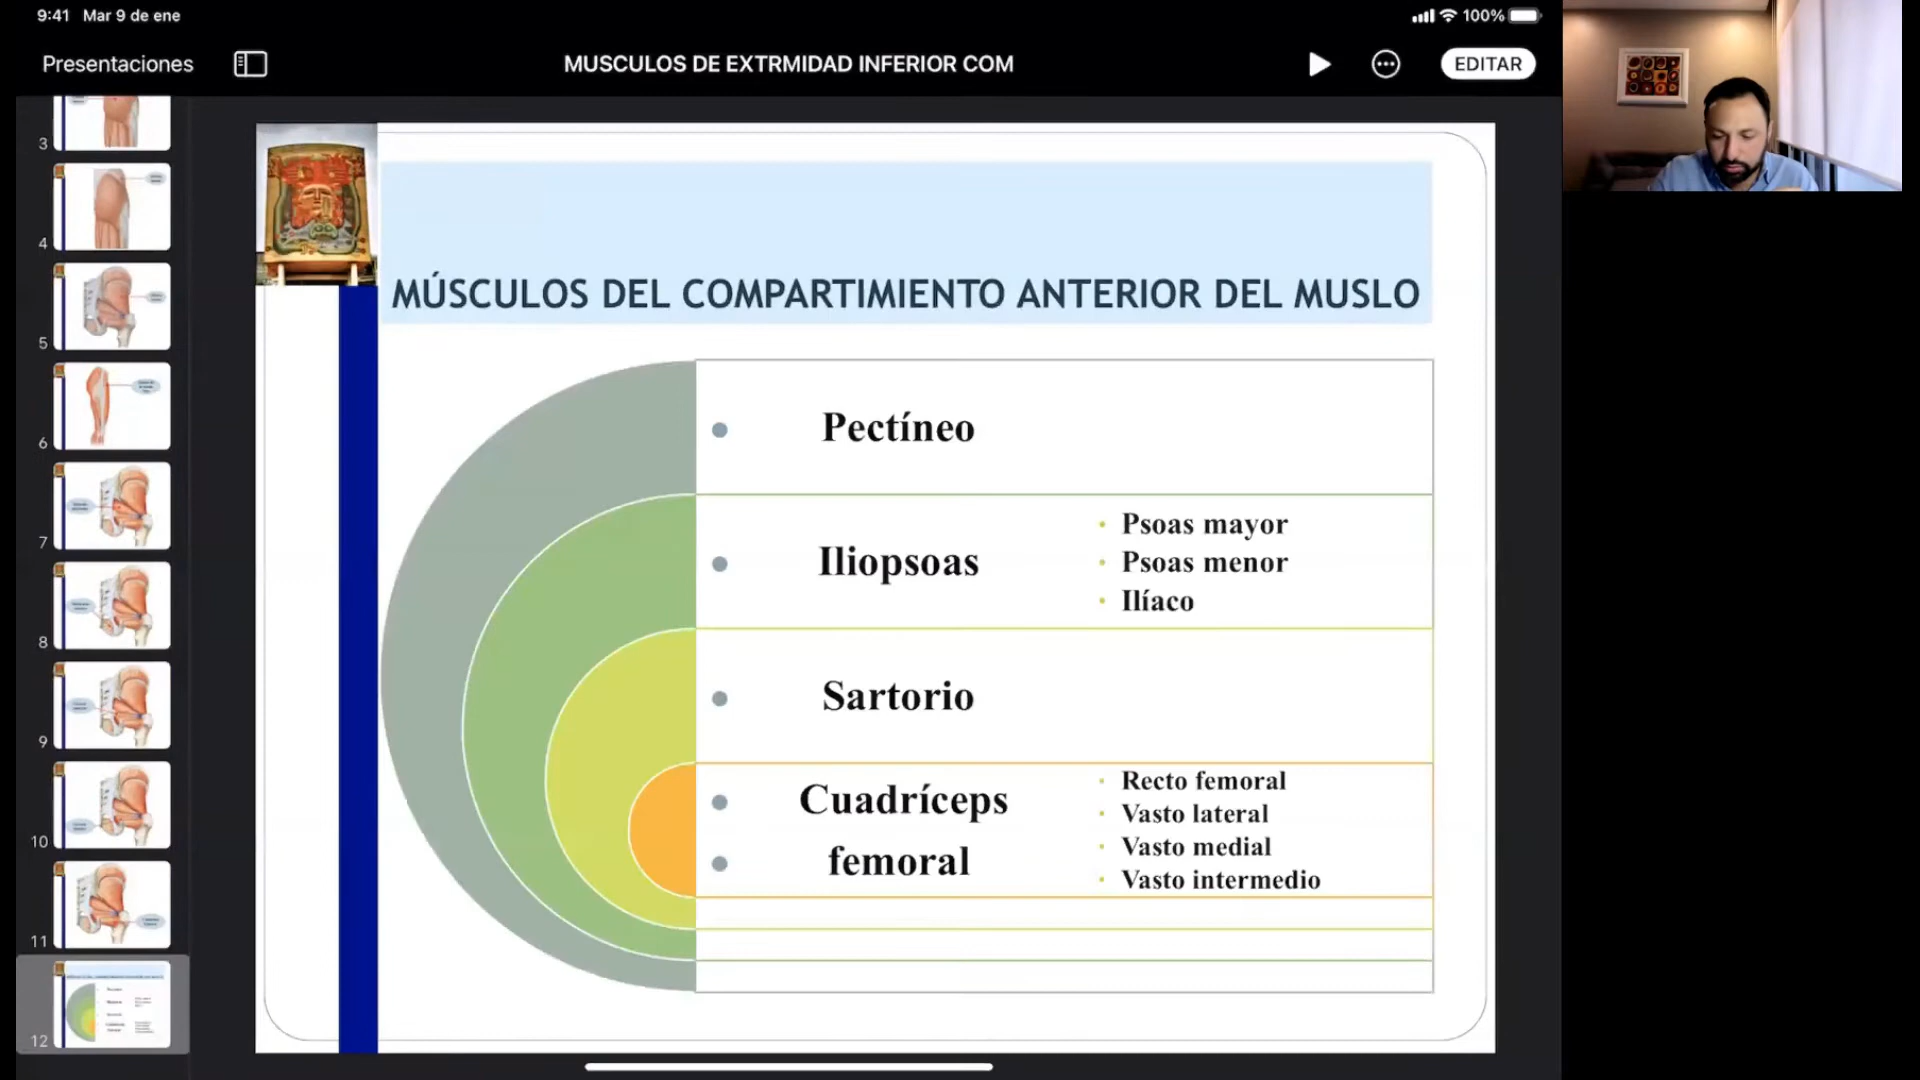 9:41 Mar 9 de ene
100%
Presentaciones
MUSCULOS DE EXTRMIDAD INFERIOR COM
EDITAR
3
4
5
6
7
8
9
10
11
12
MÚSCULOS DEL COMPARTIMIENTO ANTERIOR DEL MUSLO
Pectíneo
Iliopsoas
Psoas mayor
Psoas menor
Ilíaco
Sartorio
Cuadríceps
femoral
Recto femoral
Vasto lateral
Vasto medial
Vasto intermedio